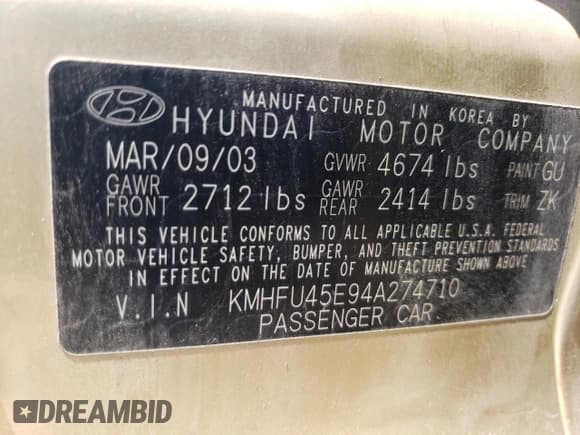 MANUFACTURED IN KOREA BY
HYUNDAI MOTOR COMPANY
MAR/09/03 GVWR 4674 lbs PAINT GU
GAWR FRONT 2712 lbs GAWR REAR 2414 lbs TRIM ZK
THIS VEHICLE CONFORMS TO ALL APPLICABLE U.S.A. FEDERAL
MOTOR VEHICLE SAFETY, BUMPER, AND THEFT PREVENTION STANDARDS
IN EFFECT ON THE DATE OF MANUFACTURE SHOWN ABOVE.
V.I.N KMHFU45E94A274710
PASSENGER CAR
DREAMBID